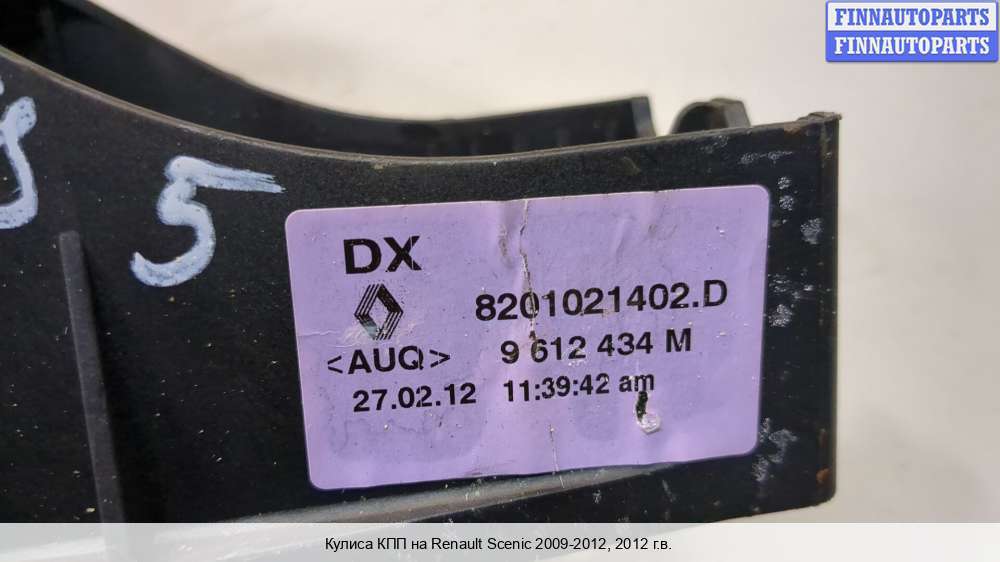 FINNAUTOPARTS
FINNAUTOPARTS
5
DX
8201021402.D
<AUQ> 9 612 434 M
27.02.12 11:39:42 am
Кулиса КПП на Renault Scenic 2009-2012, 2012 г.в.